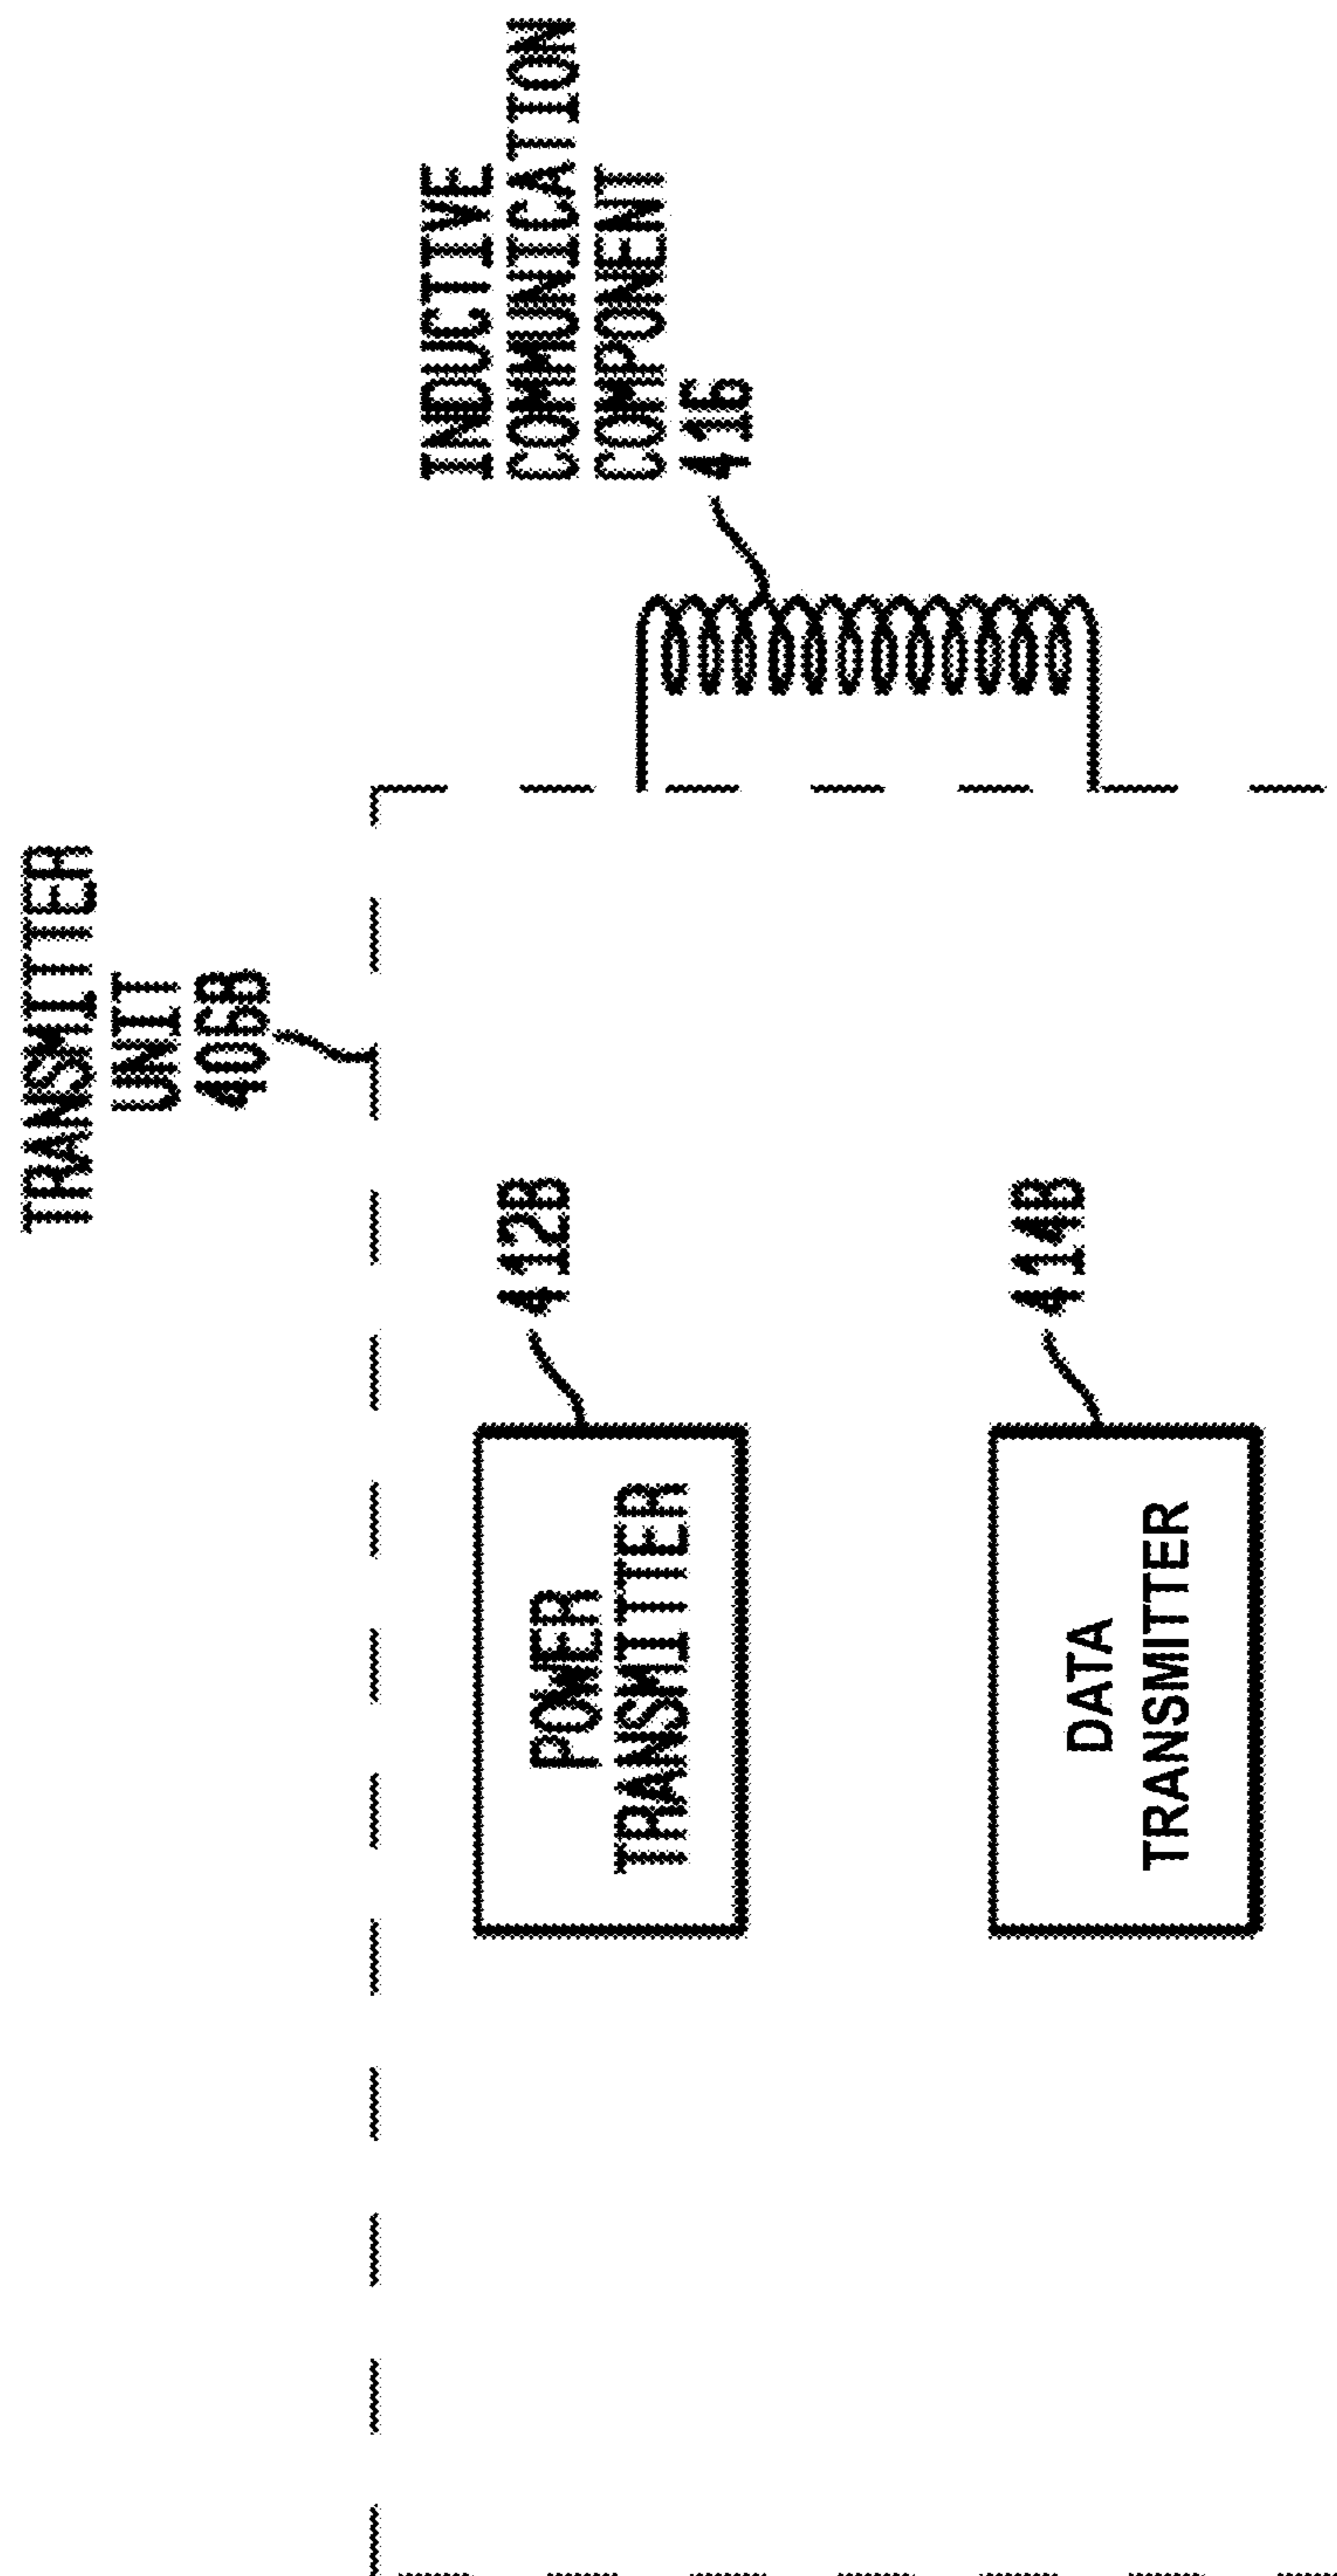 TRANSMITTER
UNIT
406B
INDUCTIVE
COMMUNICATION
COMPONENT
416
412B
POWER
TRANSMITTER
414B
DATA
TRANSMITTER